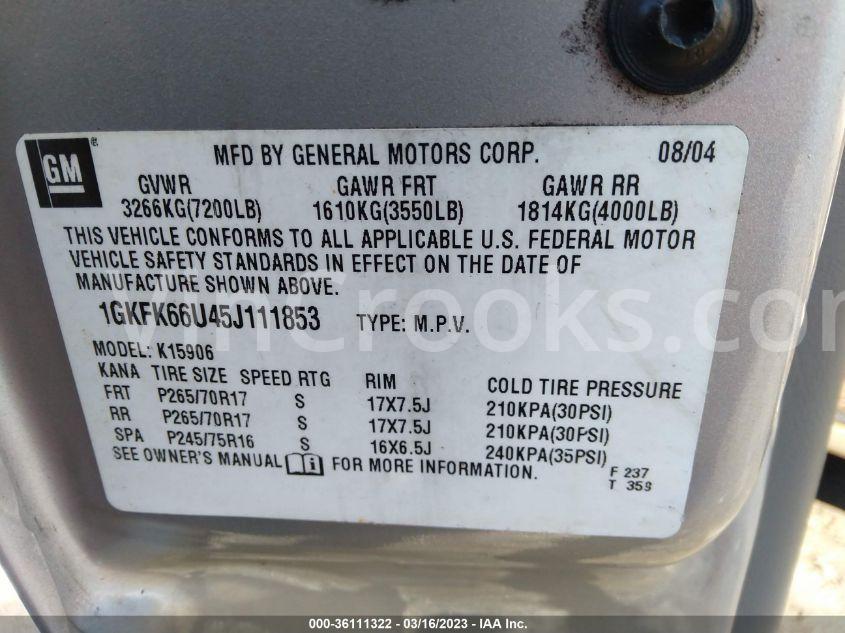 GM
MFD BY GENERAL MOTORS CORP. 08/04
GVWR GAWR FRT GAWR RR
3266KG(7200LB) 1610KG(3550LB) 1814KG(4000LB)
THIS VEHICLE CONFORMS TO ALL APPLICABLE U.S. FEDERAL MOTOR
VEHICLE SAFETY STANDARDS IN EFFECT ON THE DATE OF
MANUFACTURE SHOWN ABOVE.
1GKFK66U45J111853 TYPE: M.P.V.
VinCrooks.com
MODEL: K15906
KANA TIRE SIZE SPEED RTG RIM COLD TIRE PRESSURE
FRT P265/70R17 S 17X7.5J 210KPA(30PSI)
RR P265/70R17 S 17X7.5J 210KPA(30PSI)
SPA P245/75R16 S 16X6.5J 240KPA(35PSI)
SEE OWNER'S MANUAL FOR MORE INFORMATION.
F 237
T 358
000-36111322 - 03/16/2023 - IAA Inc.